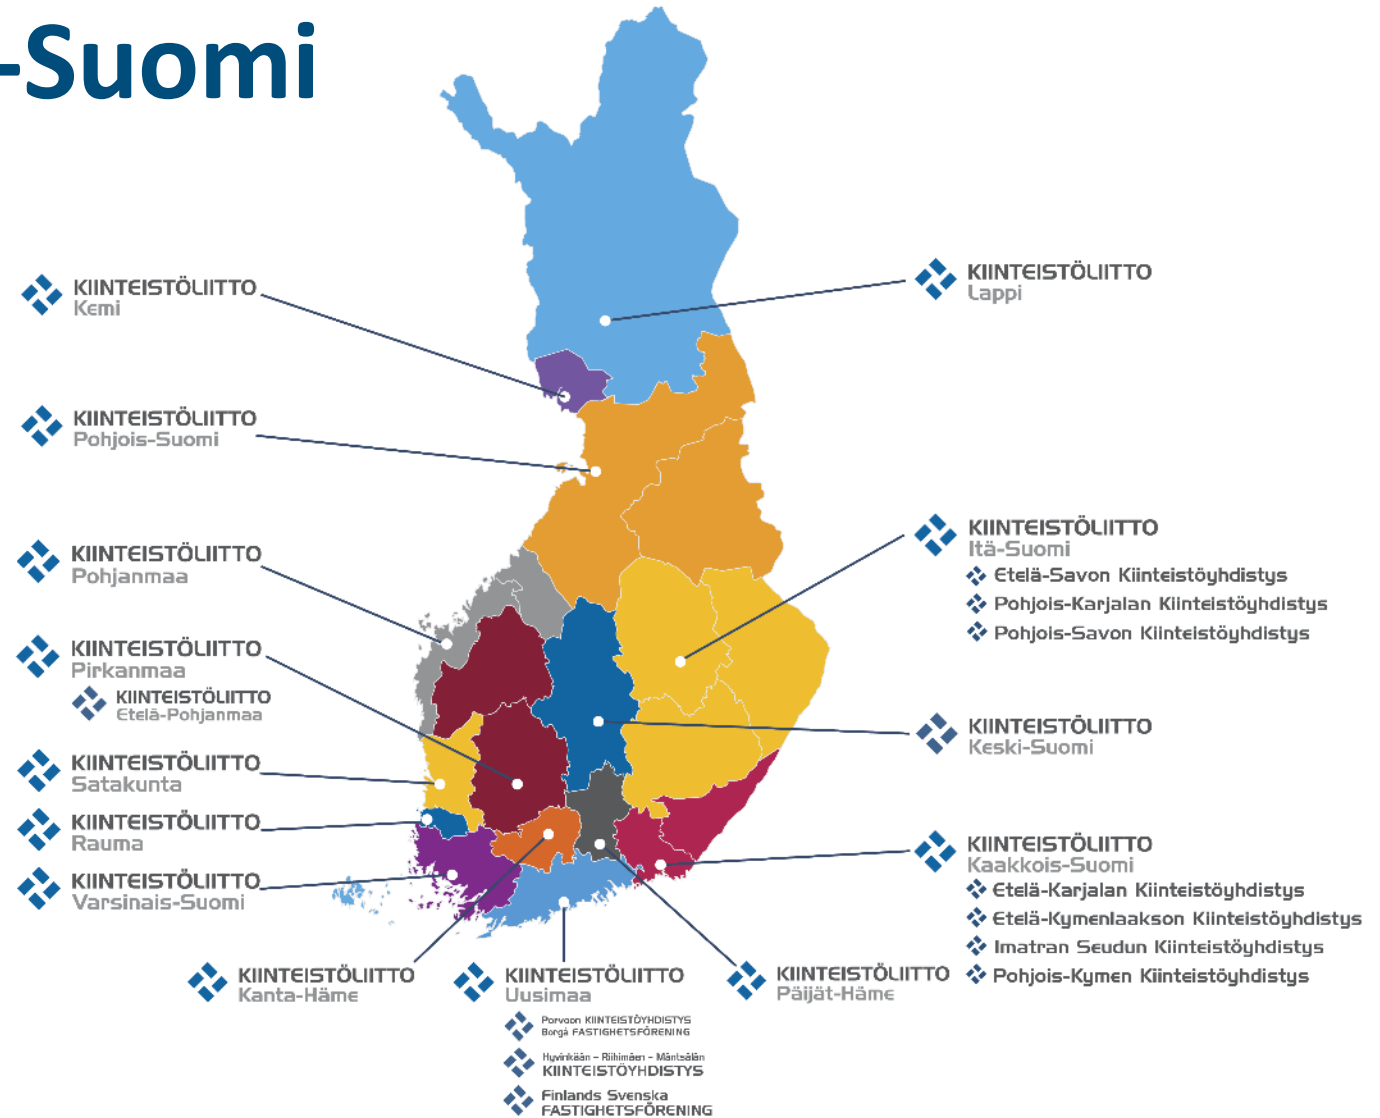 -Suomi
KIINTEISTÖLIITTO
Kemi
KIINTEISTÖLIITTO
Lappi
KIINTEISTÖLIITTO
Pohjois-Suomi
KIINTEISTÖLIITTO
Pohjanmaa
KIINTEISTÖLIITTO
Itä-Suomi
Etelä-Savon Kiinteistöyhdistys
Pohjois-Karjalan Kiinteistöyhdistys
Pohjois-Savon Kiinteistöyhdistys
KIINTEISTÖLIITTO
Pirkanmaa
KIINTEISTÖLIITTO
Etelä-Pohjanmaa
KIINTEISTÖLIITTO
Keski-Suomi
KIINTEISTÖLIITTO
Satakunta
KIINTEISTÖLIITTO
Rauma
KIINTEISTÖLIITTO
Varsinais-Suomi
KIINTEISTÖLIITTO
Kaakkois-Suomi
Etelä-Karjalan Kiinteistöyhdistys
Etelä-Kymenlaakson Kiinteistöyhdistys
Imatran Seudun Kiinteistöyhdistys
Pohjois-Kymen Kiinteistöyhdistys
KIINTEISTÖLIITTO
Kanta-Häme
KIINTEISTÖLIITTO
Uusimaa
Porvoon KIINTEISTÖYHDISTYS
Borgå FASTIGHETSFÖRENING
Hyvinkään – Riihimäen – Mäntsälän
KIINTEISTÖYHDISTYS
Finlands Svenska
FASTIGHETSFÖRENING
KIINTEISTÖLIITTO
Päijät-Häme